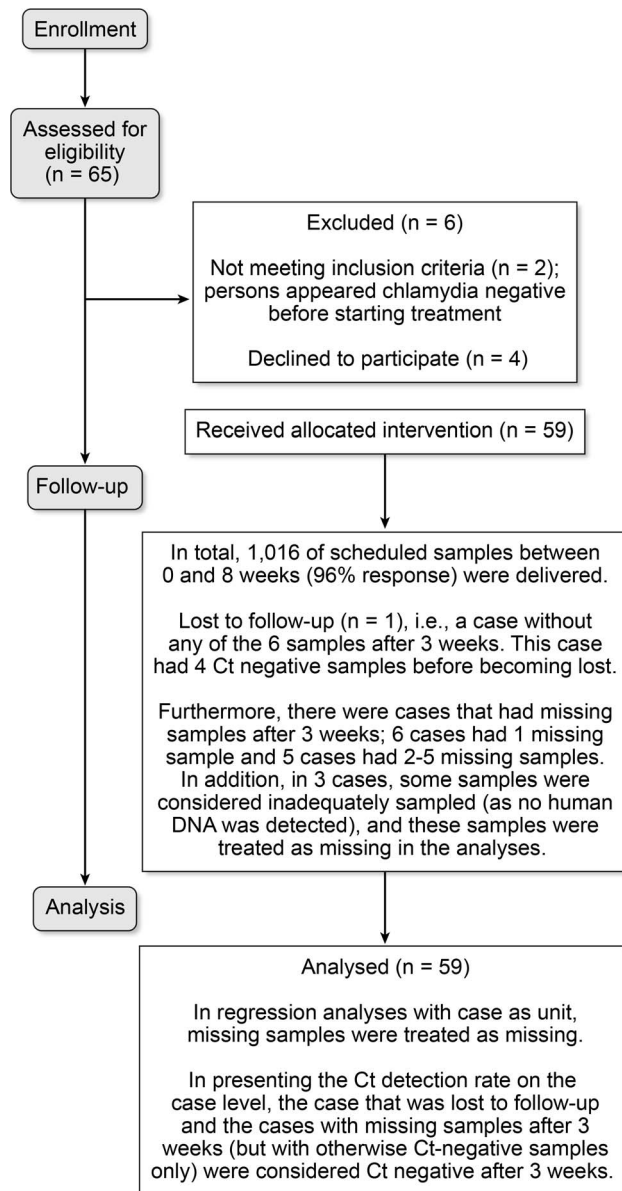 Enrollment
Assessed for
eligibility
(n = 65)
Excluded (n = 6)
Not meeting inclusion criteria (n = 2);
persons appeared chlamydia negative
before starting treatment
Declined to participate (n = 4)
Received allocated intervention (n = 59)
Follow-up
In total, 1,016 of scheduled samples between
0 and 8 weeks (96% response) were delivered.
Lost to follow-up (n = 1), i.e., a case without
any of the 6 samples after 3 weeks. This case
had 4 Ct negative samples before becoming lost.
Furthermore, there were cases that had missing
samples after 3 weeks; 6 cases had 1 missing
sample and 5 cases had 2-5 missing samples.
In addition, in 3 cases, some samples were
considered inadequately sampled (as no human
DNA was detected), and these samples were
treated as missing in the analyses.
Analysis
Analysed (n = 59)
In regression analyses with case as unit,
missing samples were treated as missing.
In presenting the Ct detection rate on the
case level, the case that was lost to follow-up
and the cases with missing samples after 3
weeks (but with otherwise Ct-negative samples
only) were considered Ct negative after 3 weeks.